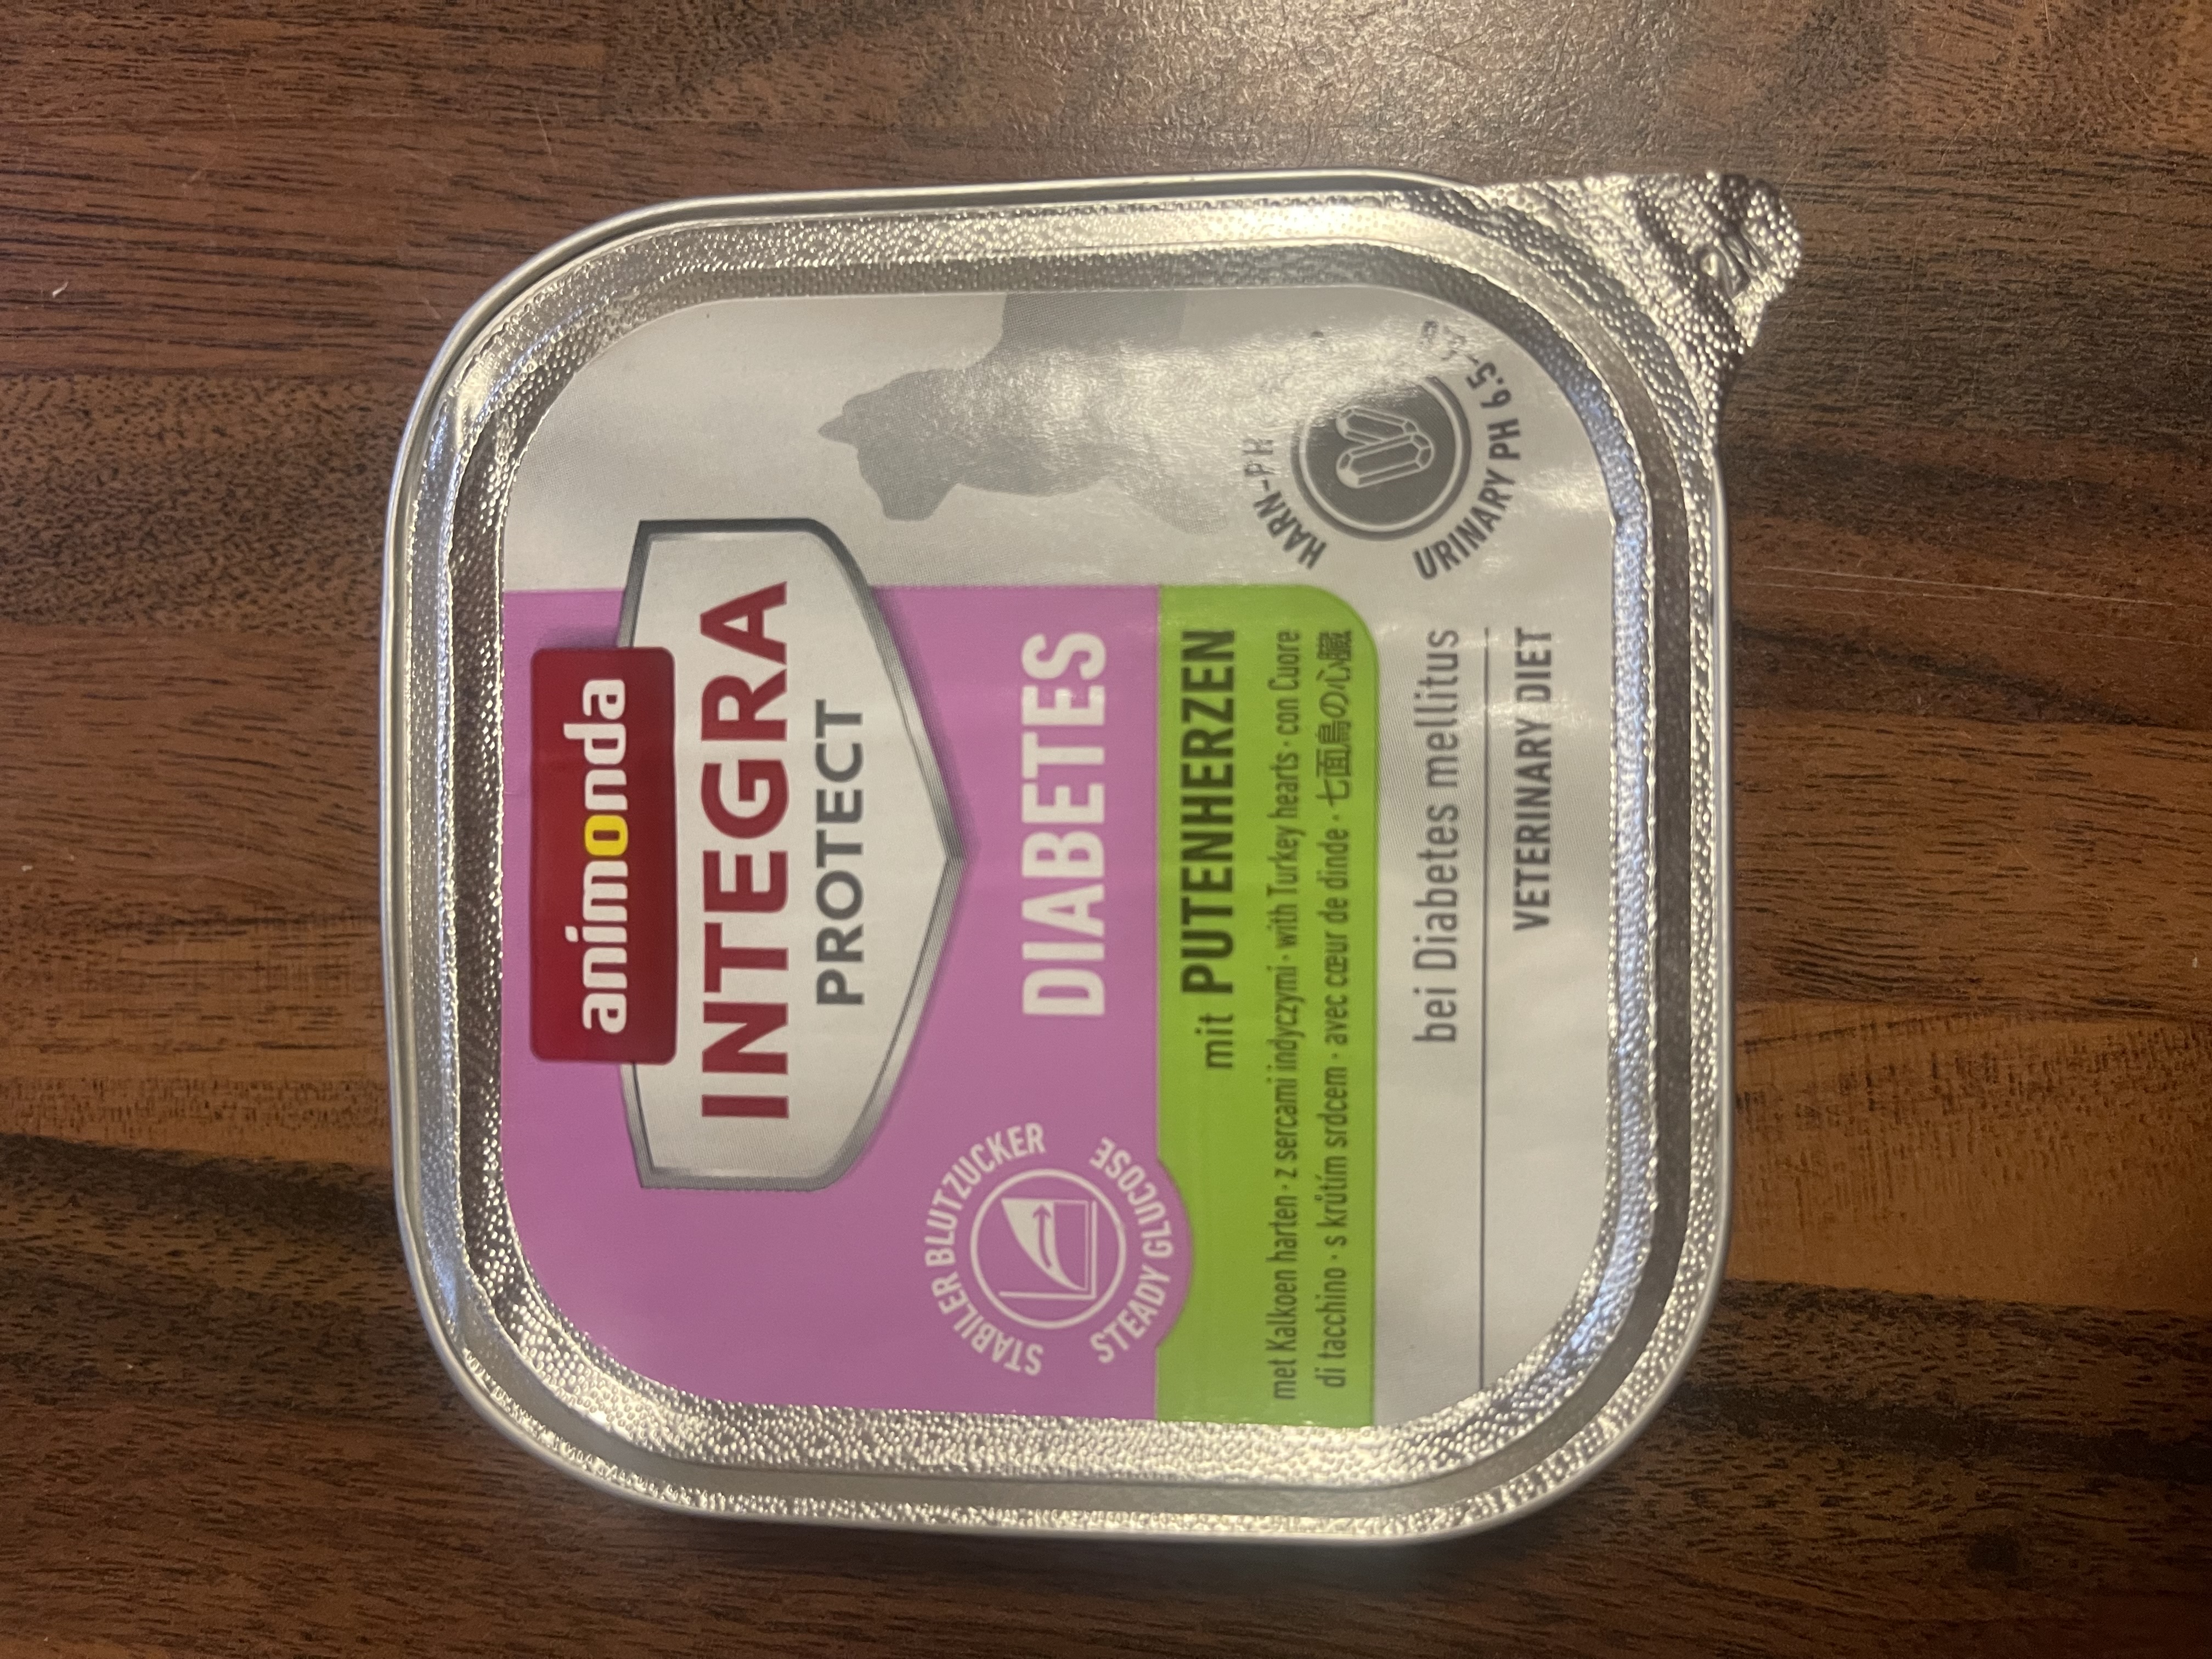 animonda
INTEGRA
PROTECT
DIABETES
STABILER BLUTZUCKER
STEADY GLUCOSE
mit PUTENHERZEN
met Kalkoen harten · z sercami indyczymi · with Turkey hearts · con Cuore
di tacchino · s krůtím srdcem · avec cœur de dinde · 七面鳥の心臓
bei Diabetes mellitus
VETERINARY DIET
HARN-PH
URINARY PH 6.5-